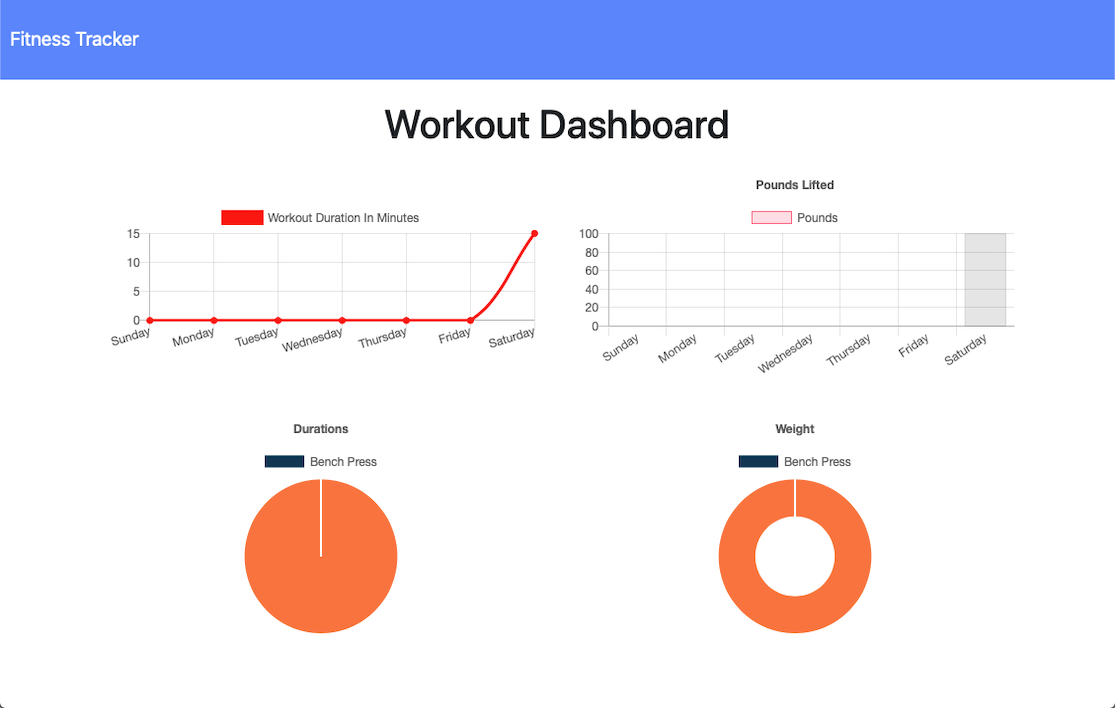 Fitness Tracker
Workout Dashboard
Workout Duration In Minutes
15
10
5
0
Sunday Monday Tuesday Wednesday Thursday Friday Saturday
Pounds Lifted
Pounds
100
80
60
40
20
0
Sunday Monday Tuesday Wednesday Thursday Friday Saturday
Durations
Bench Press
Weight
Bench Press